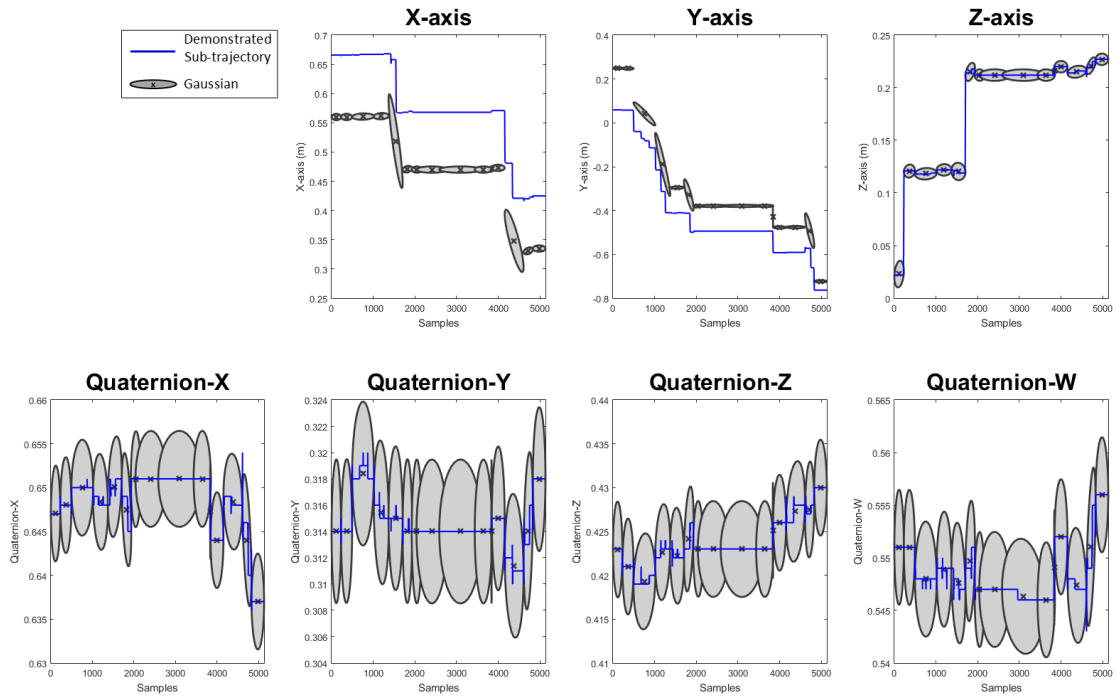 Demonstrated
Sub-trajectory
Gaussian
X-axis
0.7
0.65
0.6
0.55
0.5
0.45
0.4
0.35
0.3
0.25
X-axis (m)
0 1000 2000 3000 4000 5000
Samples
Y-axis
0.4
0.2
0
-0.2
-0.4
-0.6
-0.8
Y-axis (m)
0 1000 2000 3000 4000 5000
Samples
Z-axis
0.25
0.2
0.15
0.1
0.05
0
Z-axis (m)
0 1000 2000 3000 4000 5000
Samples
Quaternion-X
0.66
0.655
0.65
0.645
0.64
0.635
0.63
Quaternion-X
0 1000 2000 3000 4000 5000
Samples
Quaternion-Y
0.324
0.322
0.32
0.318
0.316
0.314
0.312
0.31
0.308
0.306
0.304
Quaternion-Y
0 1000 2000 3000 4000 5000
Samples
Quaternion-Z
0.44
0.435
0.43
0.425
0.42
0.415
0.41
Quaternion-Z
0 1000 2000 3000 4000 5000
Samples
Quaternion-W
0.565
0.56
0.555
0.55
0.545
0.54
Quaternion-W
0 1000 2000 3000 4000 5000
Samples